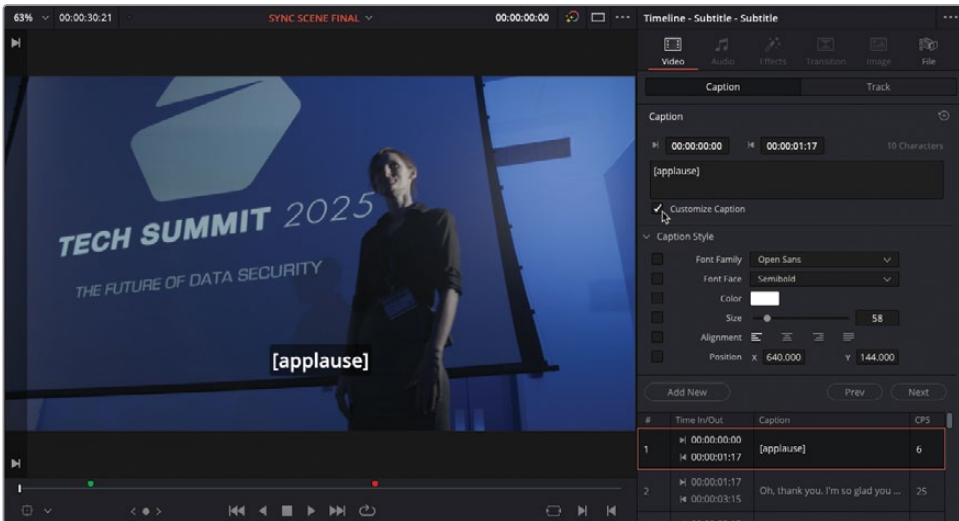 63% 00:00:30:21 SYNC SCENE FINAL 00:00:00:00 Timeline - Subtitle - Subtitle
Video Audio Effects Transition Image File
Caption Track
Caption
00:00:00:00 00:00:01:17 10 Characters
[applause]
Customize Caption
Caption Style
Font Family Open Sans
Font Face Semibold
Color
Size 58
Alignment
Position X 640.000 Y 144.000
Add New Prev Next
# Time In/Out Caption CPS
1 00:00:00:00 [applause] 6
00:00:01:17
2 00:00:01:17 Oh, thank you. I'm so glad you ... 25
00:00:03:15
TECH SUMMIT 2025
THE FUTURE OF DATA SECURITY
[applause]